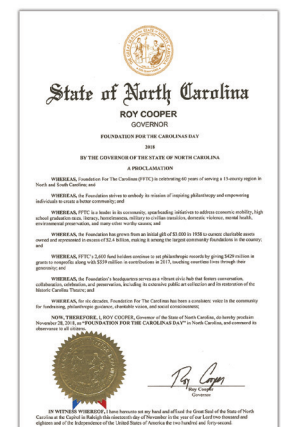 State of North Carolina
ROY COOPER
GOVERNOR
FOUNDATION FOR THE CAROLINAS DAY
2018
BY THE GOVERNOR OF THE STATE OF NORTH CAROLINA
A PROCLAMATION
WHEREAS, Foundation For The Carolinas (FFTC) is celebrating 60 years of serving a 13-county region in
North and South Carolina; and
WHEREAS, the Foundation strives to embody its mission of inspiring philanthropy and empowering
individuals to create a better community; and
WHEREAS, FFTC is a leader in its community, spearheading initiatives to address economic mobility, high
school graduation rates, literacy, homelessness, military to civilian transition, domestic violence, mental health,
environmental preservation, and many other worthy causes; and
WHEREAS, the Foundation has grown from an initial gift of $3,000 in 1958 to current charitable assets
owned and represented in excess of $2.4 billion, making it among the largest community foundations in the country;
and
WHEREAS, FFTC's 2,600 fund holders continue to set philanthropic records by giving $429 million in
grants to nonprofits along with $539 million in contributions in 2017, touching countless lives through their
generosity; and
WHEREAS, the Foundation's headquarters serves as a vibrant civic hub that fosters conversation,
collaboration, celebration, and preservation, including its extensive public art collection and its restoration of the
historic Carolina Theatre; and
WHEREAS, for six decades, Foundation For The Carolinas has been a consistent voice in the community
for fundraising, philanthropic guidance, charitable vision, and social consciousness;
NOW, THEREFORE, I, ROY COOPER, Governor of the State of North Carolina, do hereby proclaim
November 28, 2018, as "FOUNDATION FOR THE CAROLINAS DAY" in North Carolina, and commend its
observance to all citizens.
Roy Cooper
Roy Cooper
Governor
IN WITNESS WHEREOF, I have hereunto set my hand and affixed the Great Seal of the State of North
Carolina at the Capitol in Raleigh this nineteenth day of November in the year of our Lord two thousand and
eighteen and of the Independence of the United States of America the two hundred and forty-second.